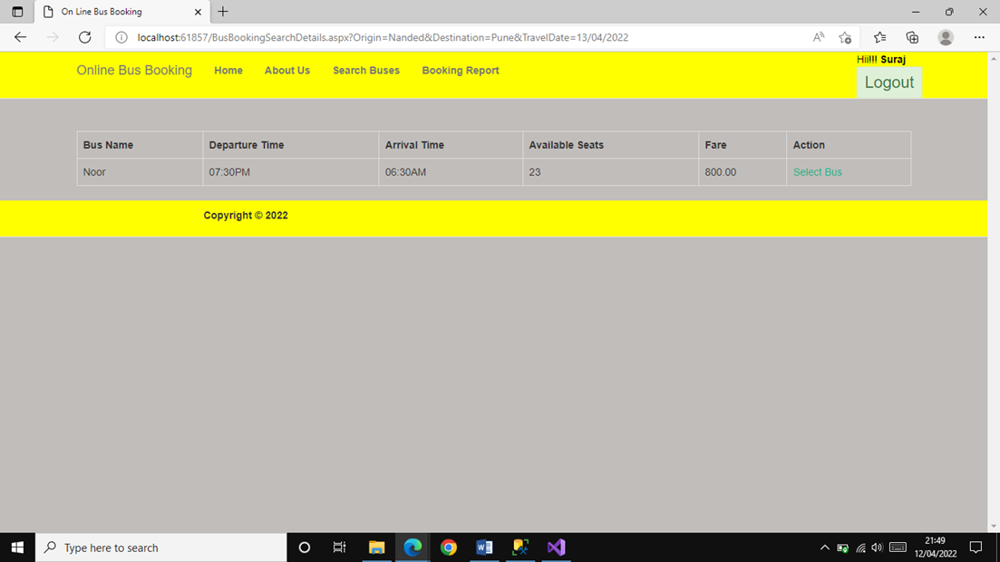 On Line Bus Booking
localhost:61857/BusBookingSearchDetails.aspx?Origin=Nanded&Destination=Pune&TravelDate=13/04/2022
Online Bus Booking Home About Us Search Buses Booking Report
Hii!!! Suraj
Logout
Bus Name Departure Time Arrival Time Available Seats Fare Action
Noor 07:30PM 06:30AM 23 800.00 Select Bus
Copyright © 2022
Type here to search
21:49
12/04/2022